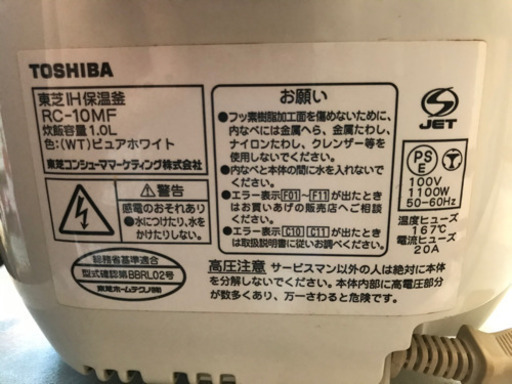 TOSHIBA
東芝IH保温釜
RC-10MF
炊飯容量1.0L
色:(WT)ピュアホワイト
東芝コンシューママーケティング株式会社
警告
感電のおそれあり
●水につけたり、水を
かけたりしない。
総務省基準適合
型式確認第BBRL02号
東芝ホームテクノ(株)
お願い
●フッ素樹脂加工面を傷めないために、
内なべには金属へら、金属たわし、
ナイロンたわし、クレンザー等を
使用しないでください。
●内なべと本体の間に水を入れないで
ください。
●エラー表示F01~F11が出たとき
はお買いあげの販売店へご相談
ください。
●エラー表示C10 C11が出たとき
は取扱説明に従いお調べください。
高圧注意 サービスマン以外の人は絶対に本体
を分解しないでください。本体内部に高電圧部分
が数多くあり、万一さわると危険です。
S
JET
PS
E
100V
1100W
50-60Hz
温度ヒューズ
167℃
電流ヒューズ
20A